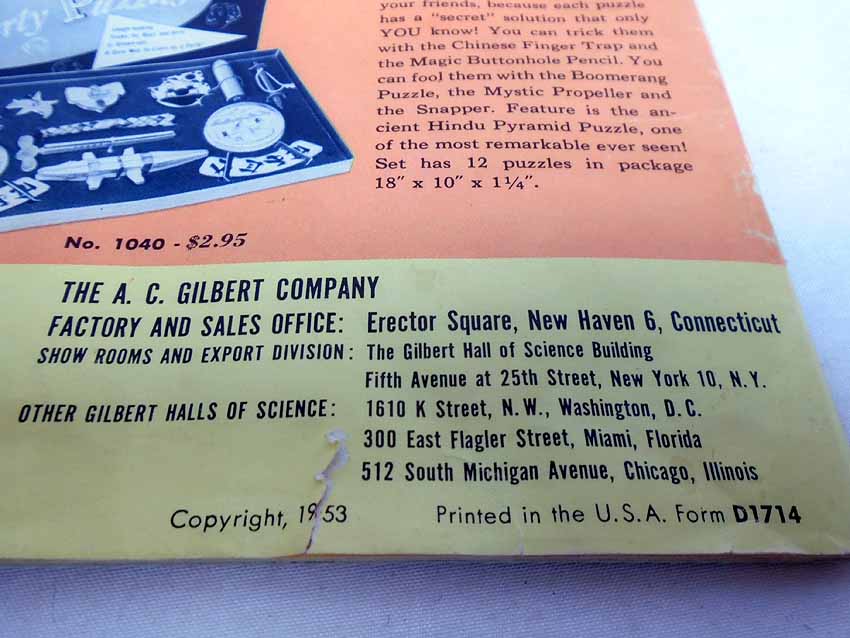 rty Puzzles
your friends, because each puzzle
has a "secret" solution that only
YOU know! You can trick them
with the Chinese Finger Trap and
the Magic Buttonhole Pencil. You
can fool them with the Boomerang
Puzzle, the Mystic Propeller and
the Snapper. Feature is the an-
cient Hindu Pyramid Puzzle, one
of the most remarkable ever seen!
Set has 12 puzzles in package
18" x 10" x 1¼".
No. 1040 - $2.95
THE A. C. GILBERT COMPANY
FACTORY AND SALES OFFICE: Erector Square, New Haven 6, Connecticut
SHOW ROOMS AND EXPORT DIVISION: The Gilbert Hall of Science Building
Fifth Avenue at 25th Street, New York 10, N.Y.
OTHER GILBERT HALLS OF SCIENCE: 1610 K Street, N.W., Washington, D.C.
300 East Flagler Street, Miami, Florida
512 South Michigan Avenue, Chicago, Illinois
Copyright, 1953 Printed in the U.S.A. Form D1714